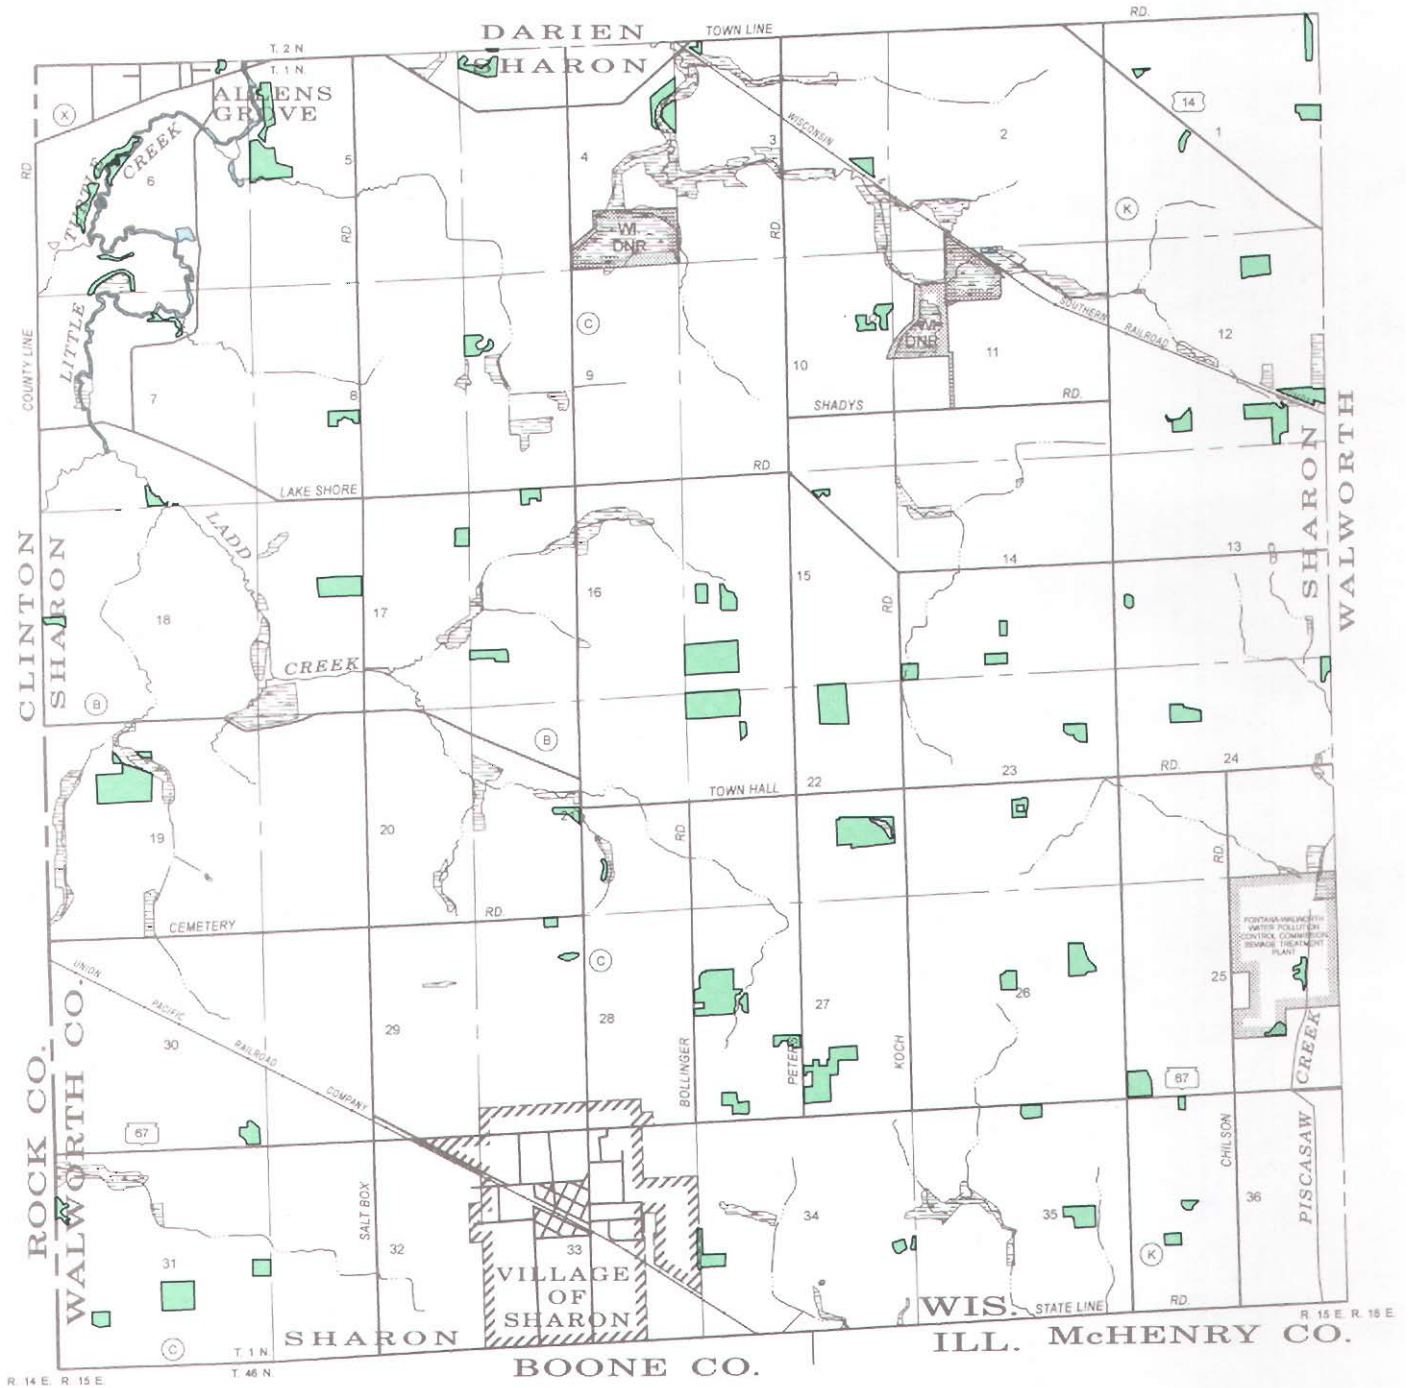 RD.
DARIEN
TOWN LINE
T. 2 N.
T. 1 N.
SHARON
ALLENS
GROVE
X
14
WISCONSIN
CREEK
TURTLE
RD
6
5
4
3
2
1
K
RD.
RD.
WI
DNR
C
SOUTHERN
RAILROAD
12
WI
DNR
11
10
9
8
7
LITTLE
COUNTY LINE
SHADYS
RD.
SHARON
WALWORTH
RD
LAKE SHORE
LADD
CLINTON
SHARON
13
14
15
16
17
18
RD.
CREEK
B
B
24
RD.
23
22
TOWN HALL
21
20
19
RD
RD.
CEMETERY
RD.
FONTANA-WALWORTH
WATER POLLUTION
CONTROL COMMISSION
SEWAGE TREATMENT
PLANT
C
UNION
PACIFIC
RAILROAD
COMPANY
25
26
27
28
29
30
BOLLINGER
PETERS
KOCH
CREEK
67
67
CHILSON
PISCASAW
ROCK CO.
WALWORTH CO.
SALT BOX
36
35
34
33
32
31
K
VILLAGE
OF
SHARON
WIS.
STATE LINE
RD.
R. 15 E. R. 16 E.
SHARON
ILL.
McHENRY CO.
C
T. 1 N.
T. 46 N.
BOONE CO.
R. 14 E. R. 15 E.